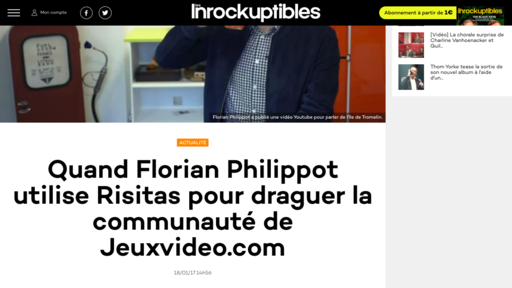 Mon compte
les
inrockuptibles
Abonnement à partir de 1€
inrockuptibles
[Vidéo] La chorale surprise de
Charline Vanhoenacker et
Guil...
Thom Yorke tease la sortie de
son nouvel album à l'aide
d'un...
Florian Philippot a publié une vidéo Youtube pour parler de l'île de Tromelin.
ACTUALITÉ
Quand Florian Philippot
utilise Risitas pour draguer la
communauté de
Jeuxvideo.com
18/01/17 14h56